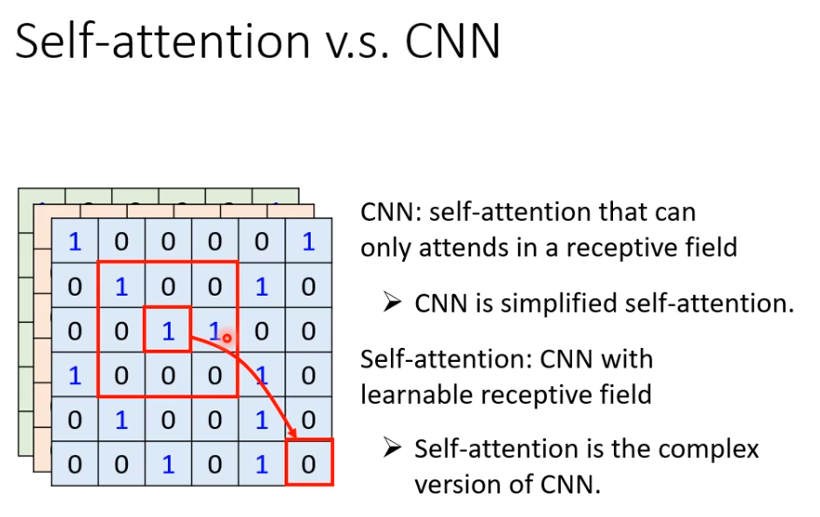 Self-attention v.s. CNN
1 0 0 0 0 1
0 1 0 0 1 0
0 0 1 1 0 0
1 0 0 0 1 0
0 1 0 0 1 0
0 0 1 0 1 0
CNN: self-attention that can
only attends in a receptive field
➤ CNN is simplified self-attention.
Self-attention: CNN with
learnable receptive field
➤ Self-attention is the complex
version of CNN.